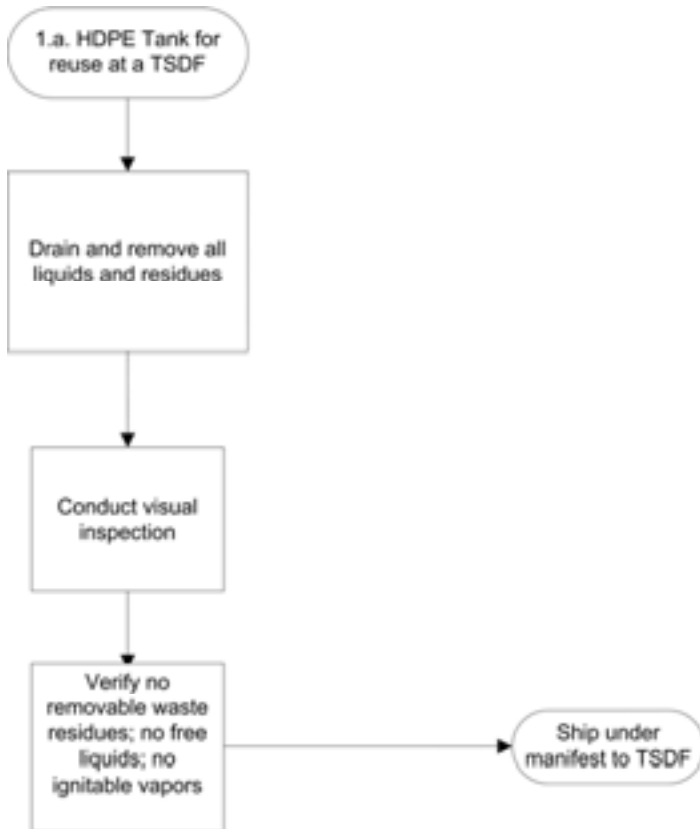 1.a. HDPE Tank for
reuse at a TSDF
Drain and remove all
liquids and residues
Conduct visual
inspection
Verify no
removable waste
residues; no free
liquids; no
ignitable vapors
Ship under
manifest to TSDF